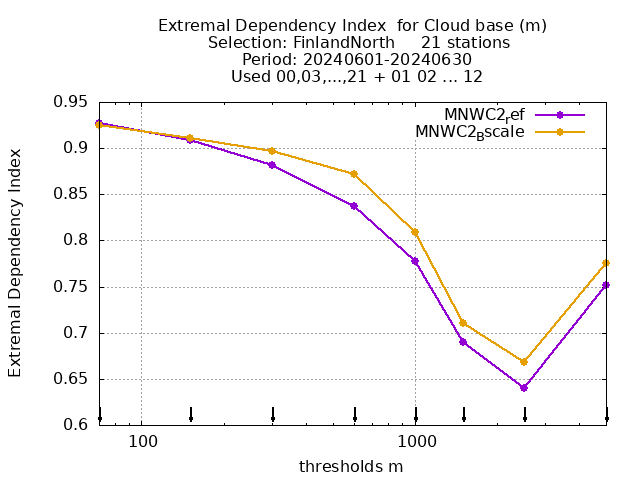 Extremal Dependency Index  for Cloud base (m)
Selection: FinlandNorth     21 stations
Period: 20240601-20240630
Used 00,03,...,21 + 01 02 ... 12
MNWC2_ref
MNWC2_Bscale
0.95
0.9
0.85
0.8
0.75
0.7
0.65
0.6
Extremal Dependency Index
100
1000
thresholds m